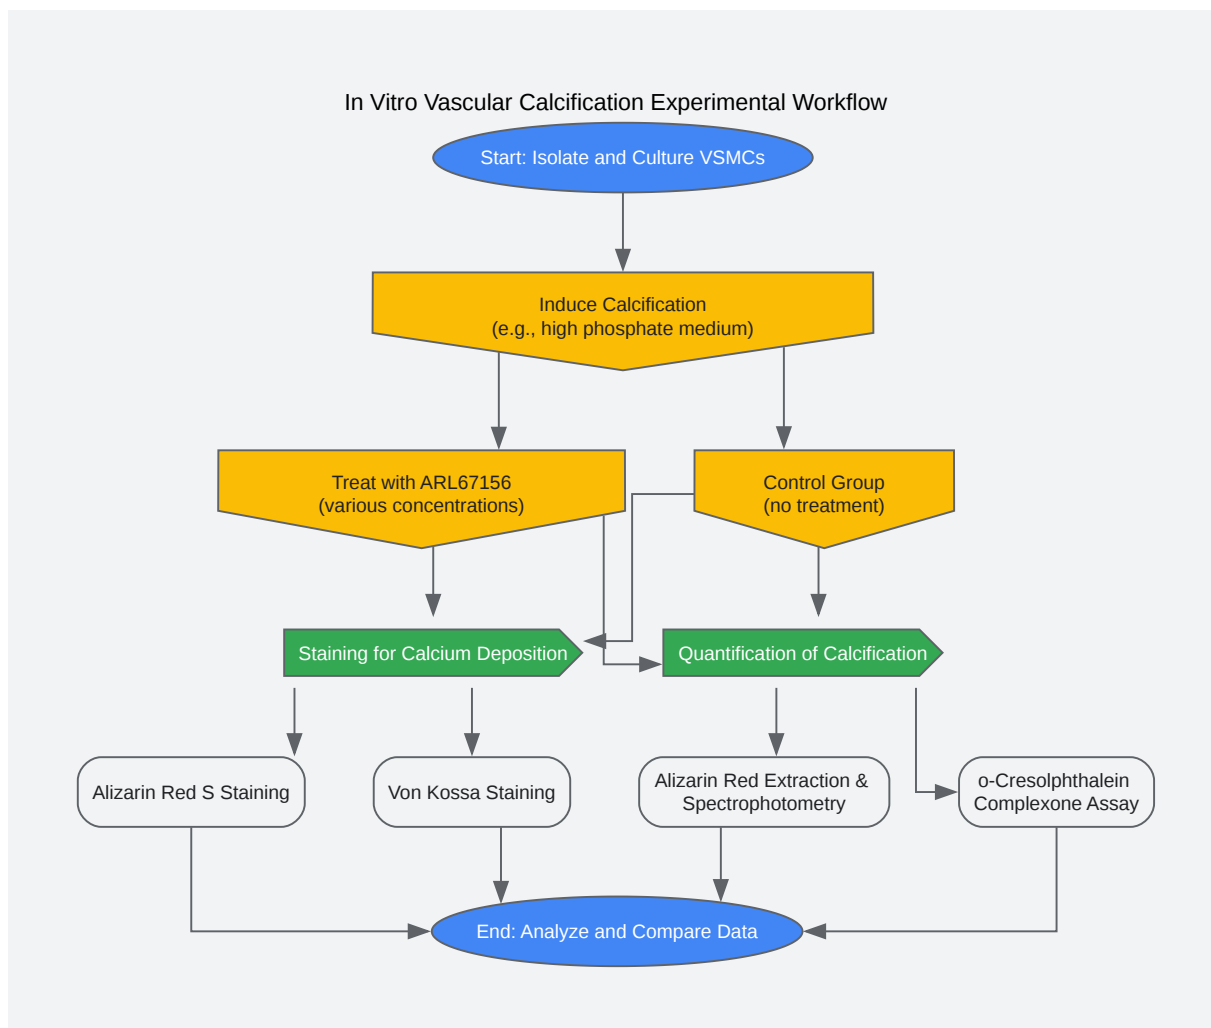 In Vitro Vascular Calcification Experimental Workflow
Start: Isolate and Culture VSMCs
Induce Calcification
(e.g., high phosphate medium)
Treat with ARL67156
(various concentrations)
Control Group
(no treatment)
Staining for Calcium Deposition
Quantification of Calcification
Alizarin Red S Staining
Von Kossa Staining
Alizarin Red Extraction &
Spectrophotometry
o-Cresolphthalein
Complexone Assay
End: Analyze and Compare Data